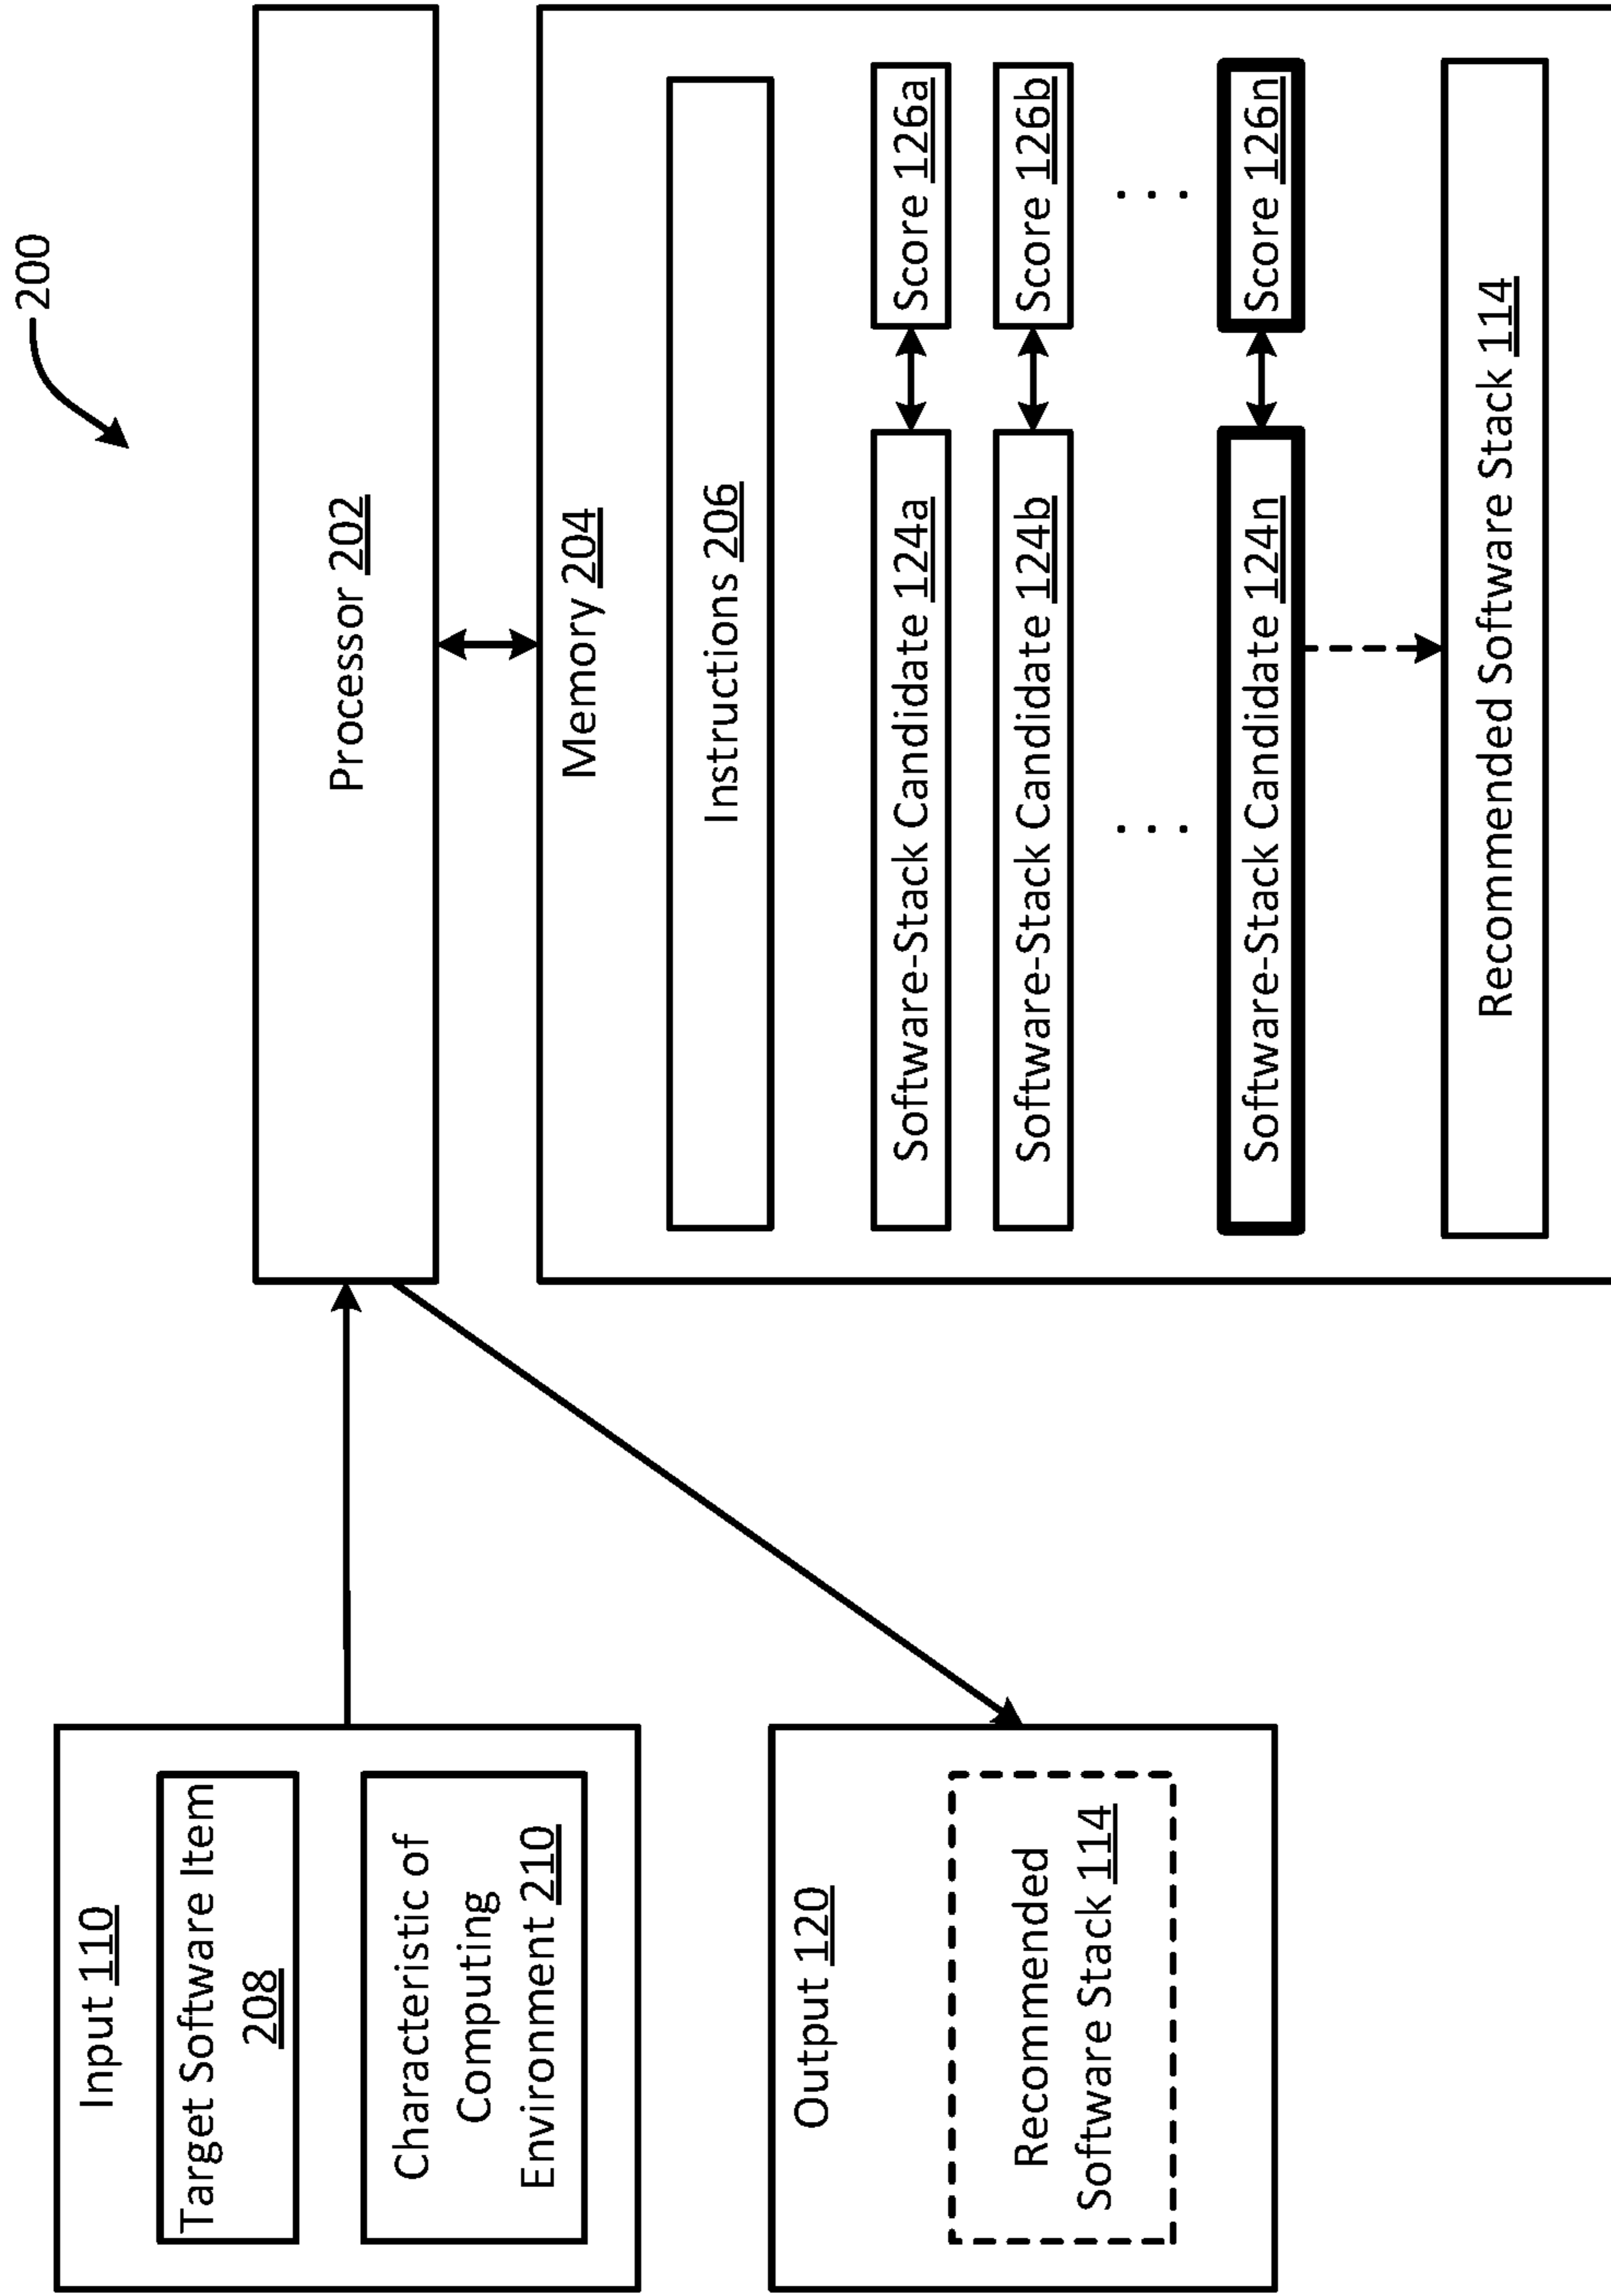 200
Input 110
Target Software Item
208
Characteristic of
Computing
Environment 210
Output 120
Recommended
Software Stack 114
Processor 202
Memory 204
Instructions 206
Software-Stack Candidate 124a
Score 126a
Software-Stack Candidate 124b
Score 126b
. . .
. . .
Software-Stack Candidate 124n
Score 126n
Recommended Software Stack 114